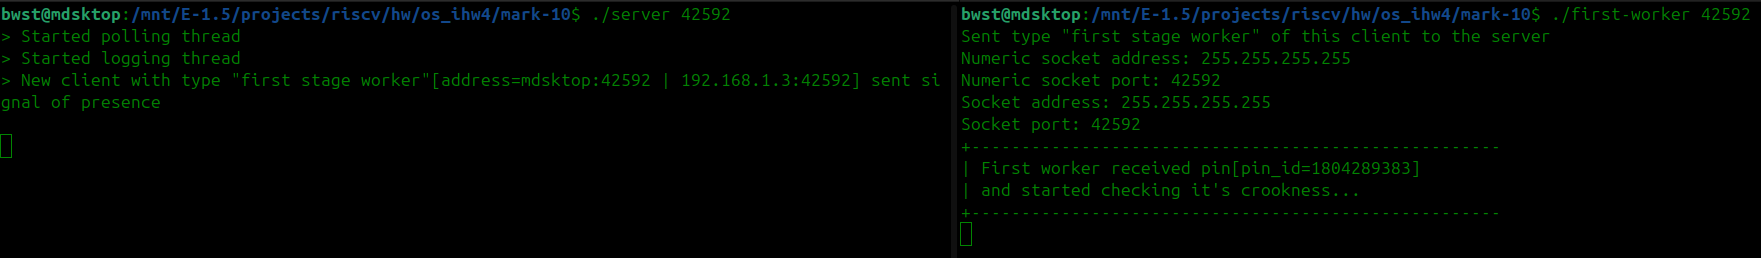 bwst@mdsktop:/mnt/E-1.5/projects/riscv/hw/os_ihw4/mark-10$ ./server 42592
> Started polling thread
> Started logging thread
> New client with type "first stage worker"[address=mdsktop:42592 | 192.168.1.3:42592] sent si
gnal of presence
bwst@mdsktop:/mnt/E-1.5/projects/riscv/hw/os_ihw4/mark-10$ ./first-worker 42592
Sent type "first stage worker" of this client to the server
Numeric socket address: 255.255.255.255
Numeric socket port: 42592
Socket address: 255.255.255.255
Socket port: 42592
+-----------------------------------------------------
| First worker received pin[pin_id=1804289383]
| and started checking it's crookness...
+-----------------------------------------------------